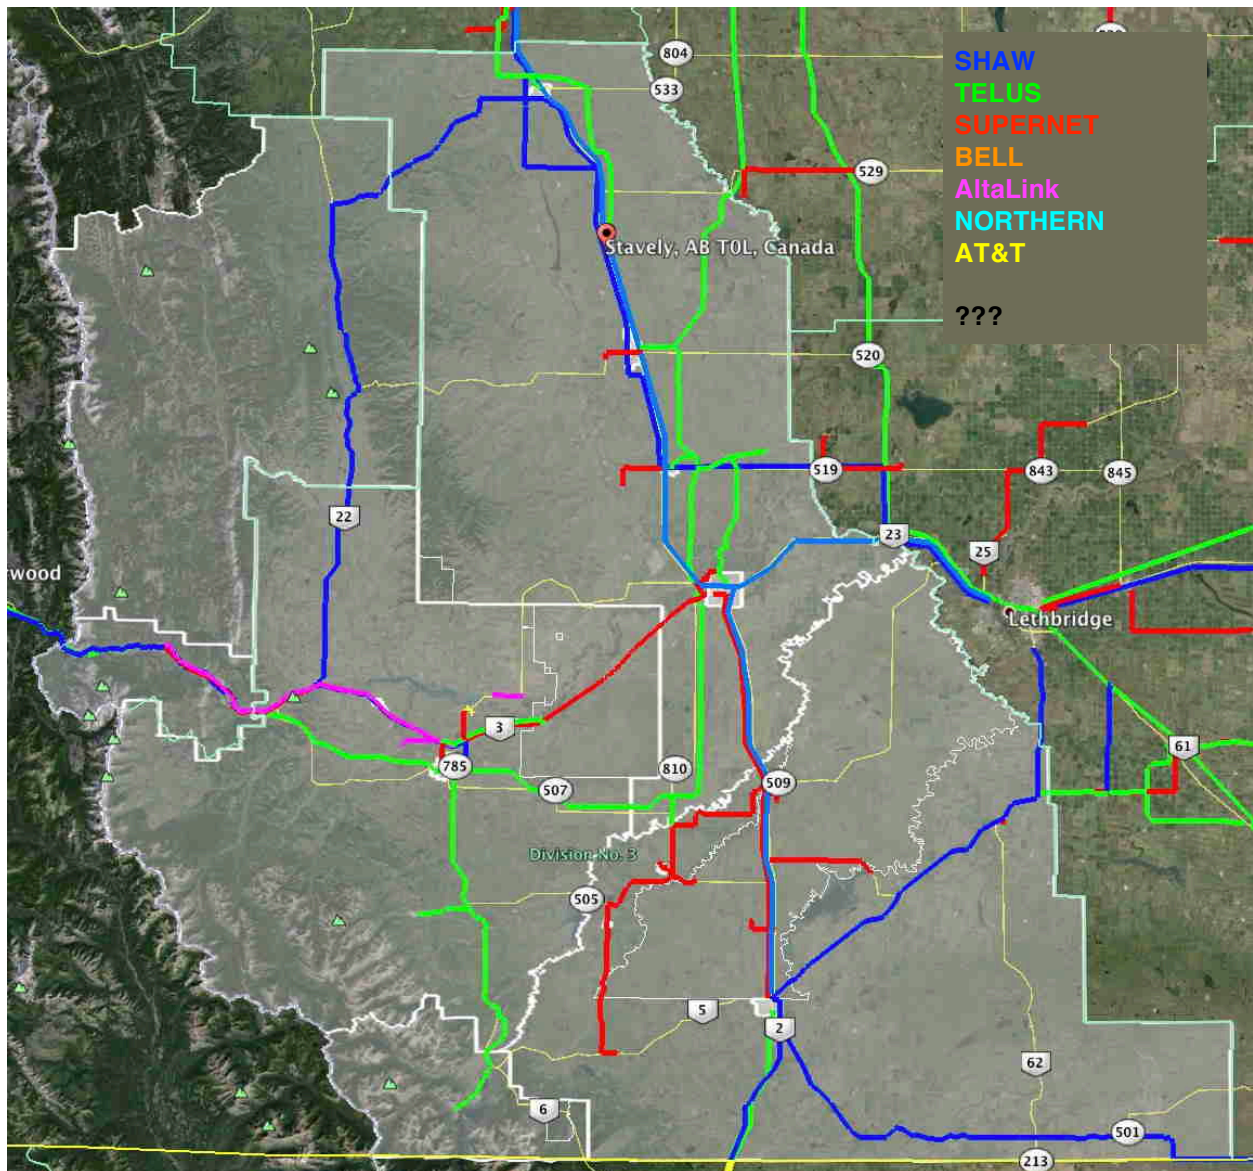 804
SHAW
533
TELUS
SUPERNET
BELL
529
AltaLink
NORTHERN
Stavely, AB T0L, Canada
AT&T
???
520
519
843
845
22
23
25
wood
Lethbridge
3
785
810
61
507
509
Division No. 3
505
5
2
62
6
501
213